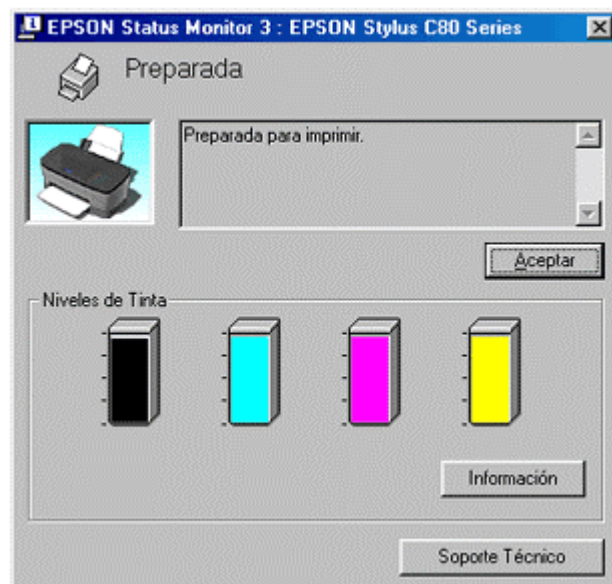 EPSON Status Monitor 3 : EPSON Stylus C80 Series
Preparada
Preparada para imprimir.
Aceptar
Niveles de Tinta
Información
Soporte Técnico